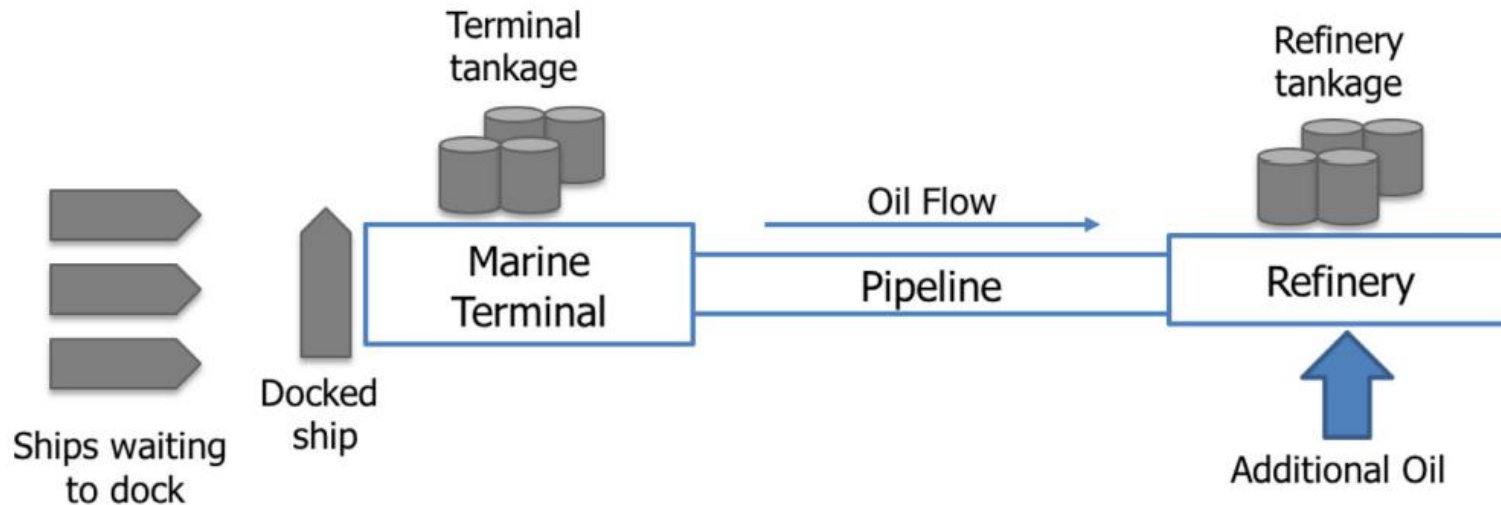 Terminal
tankage
Refinery
tankage
Oil Flow
Marine
Terminal
Pipeline
Refinery
Docked
ship
Ships waiting
to dock
Additional Oil